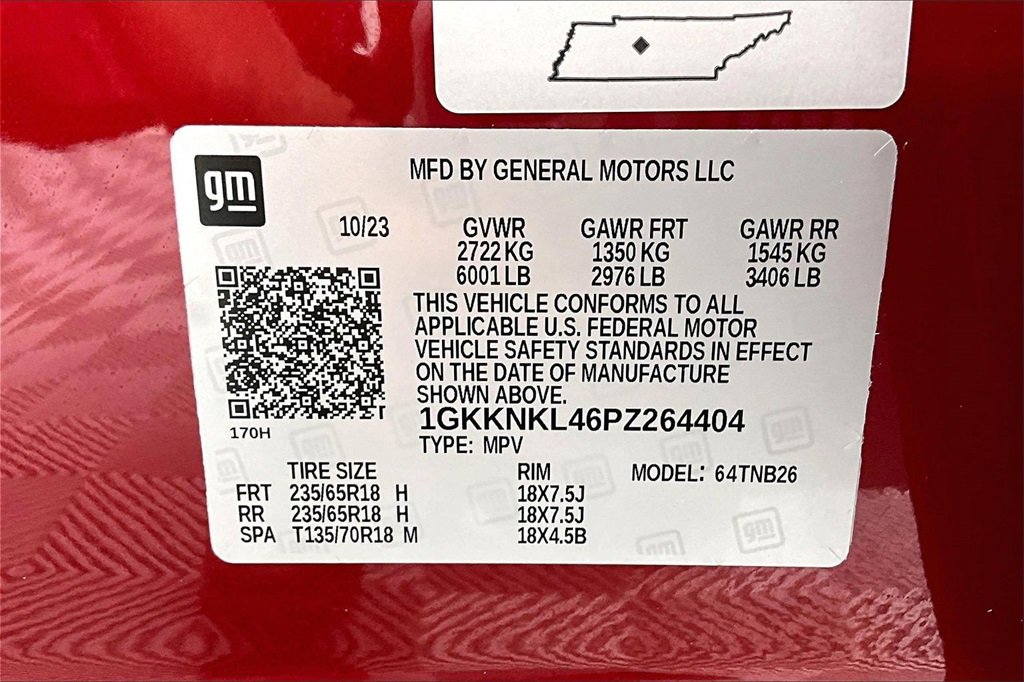 gm
MFD BY GENERAL MOTORS LLC
10/23 GVWR GAWR FRT GAWR RR
2722 KG 1350 KG 1545 KG
6001 LB 2976 LB 3406 LB
THIS VEHICLE CONFORMS TO ALL
APPLICABLE U.S. FEDERAL MOTOR
VEHICLE SAFETY STANDARDS IN EFFECT
ON THE DATE OF MANUFACTURE
SHOWN ABOVE.
1GKKNKL46PZ264404
170H
TYPE: MPV
TIRE SIZE RIM MODEL: 64TNB26
FRT 235/65R18 H 18X7.5J
RR 235/65R18 H 18X7.5J
SPA T135/70R18 M 18X4.5B